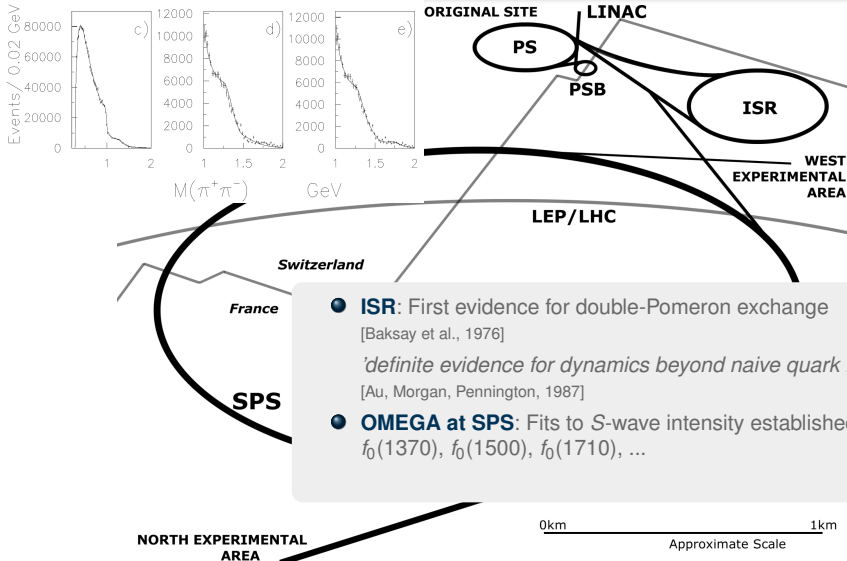 c)
d)
e)
Events/ 0.02 GeV
80000
60000
40000
20000
0
1
2
12000
10000
8000
6000
4000
2000
0
1
1.5
2
12000
10000
8000
6000
4000
2000
0
1
1.5
2
M(π⁺π⁻) GeV
ORIGINAL SITE
LINAC
PS
PSB
ISR
WEST
EXPERIMENTAL
AREA
LEP/LHC
Switzerland
France
SPS
ISR: First evidence for double-Pomeron exchange
[Baksay et al., 1976]
'definite evidence for dynamics beyond naive quark
[Au, Morgan, Pennington, 1987]
OMEGA at SPS: Fits to S-wave intensity established
f₀(1370), f₀(1500), f₀(1710), ...
NORTH EXPERIMENTAL
AREA
0km 1km
Approximate Scale